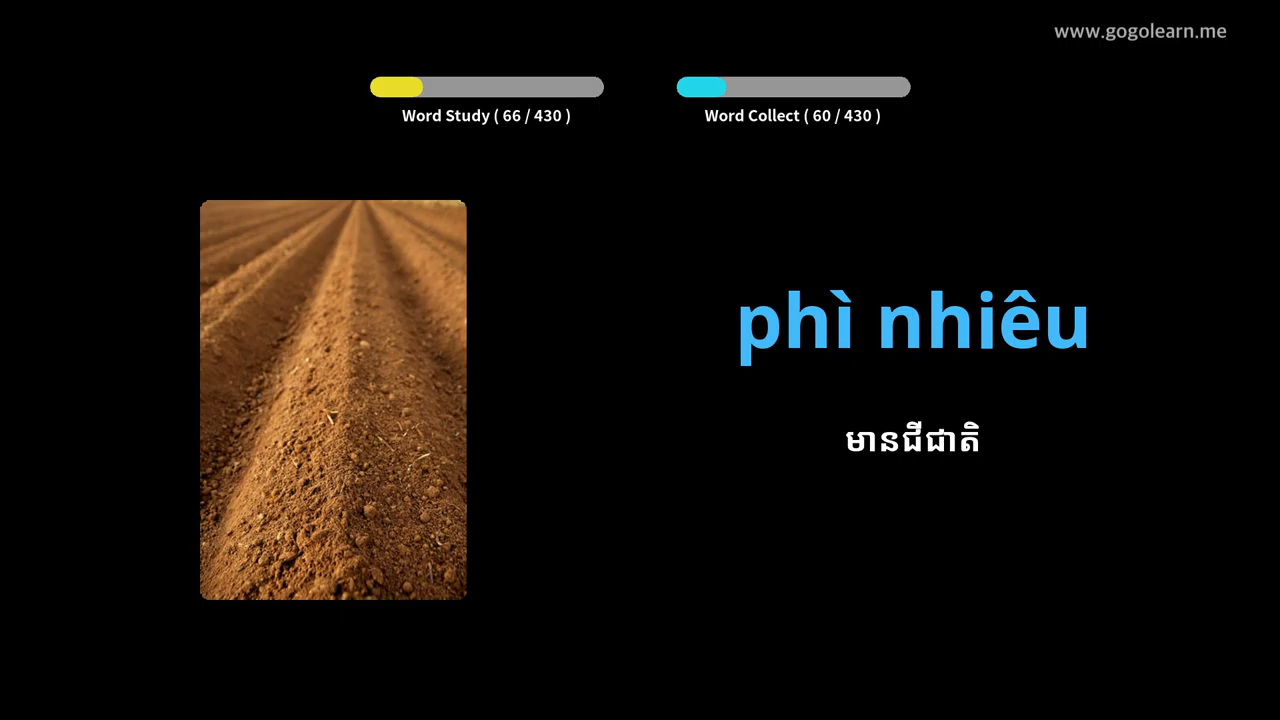 www.gogolearn.me
Word Study ( 66 / 430 )
Word Collect ( 60 / 430 )
phì nhiêu
មានជីជាតិ